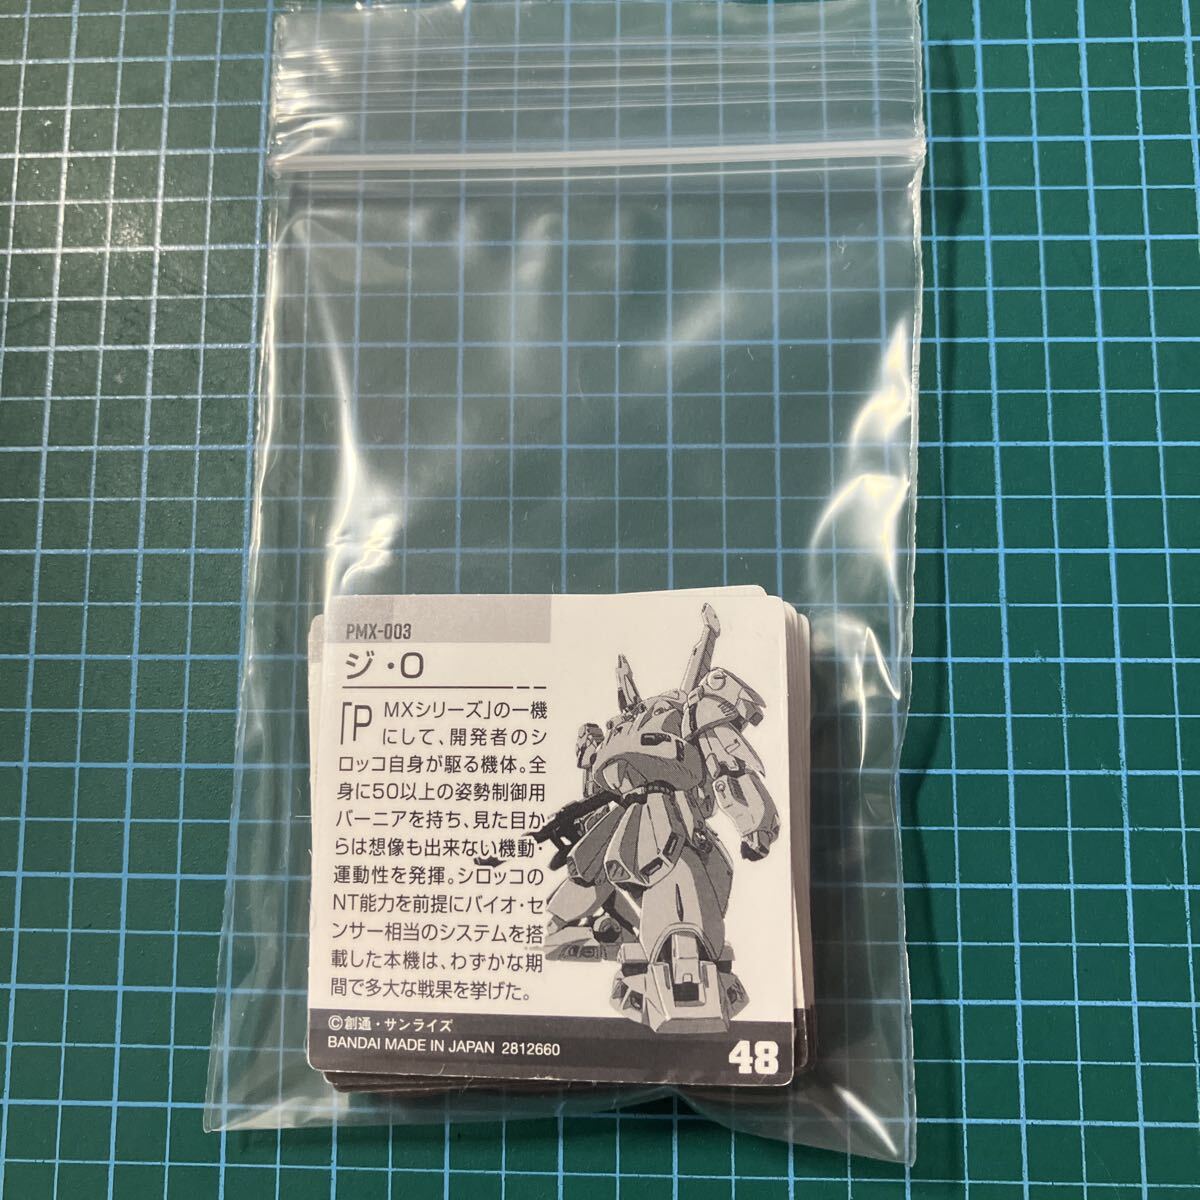 PMX-003
ジ・O
「PMXシリーズ」の一機
にして、開発者のシ
ロッコ自身が駆る機体。全
身に50以上の姿勢制御用
バーニアを持ち、見た目か
らは想像も出来ない機動・
運動性を発揮。シロッコの
NT能力を前提にバイオ・セ
ンサー相当のシステムを搭
載した本機は、わずかな期
間で多大な戦果を挙げた。
©創通・サンライズ
BANDAI MADE IN JAPAN 2812660
48